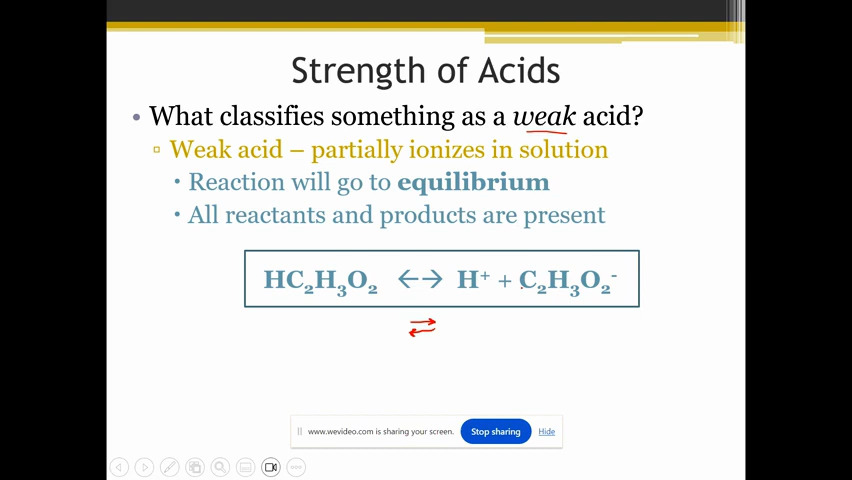 Strength of Acids
• What classifies something as a weak acid?
▫ Weak acid – partially ionizes in solution
• Reaction will go to equilibrium
• All reactants and products are present
HC₂H₃O₂ ←→ H⁺ + C₂H₃O₂⁻
⇄
www.wevideo.com is sharing your screen. Stop sharing Hide